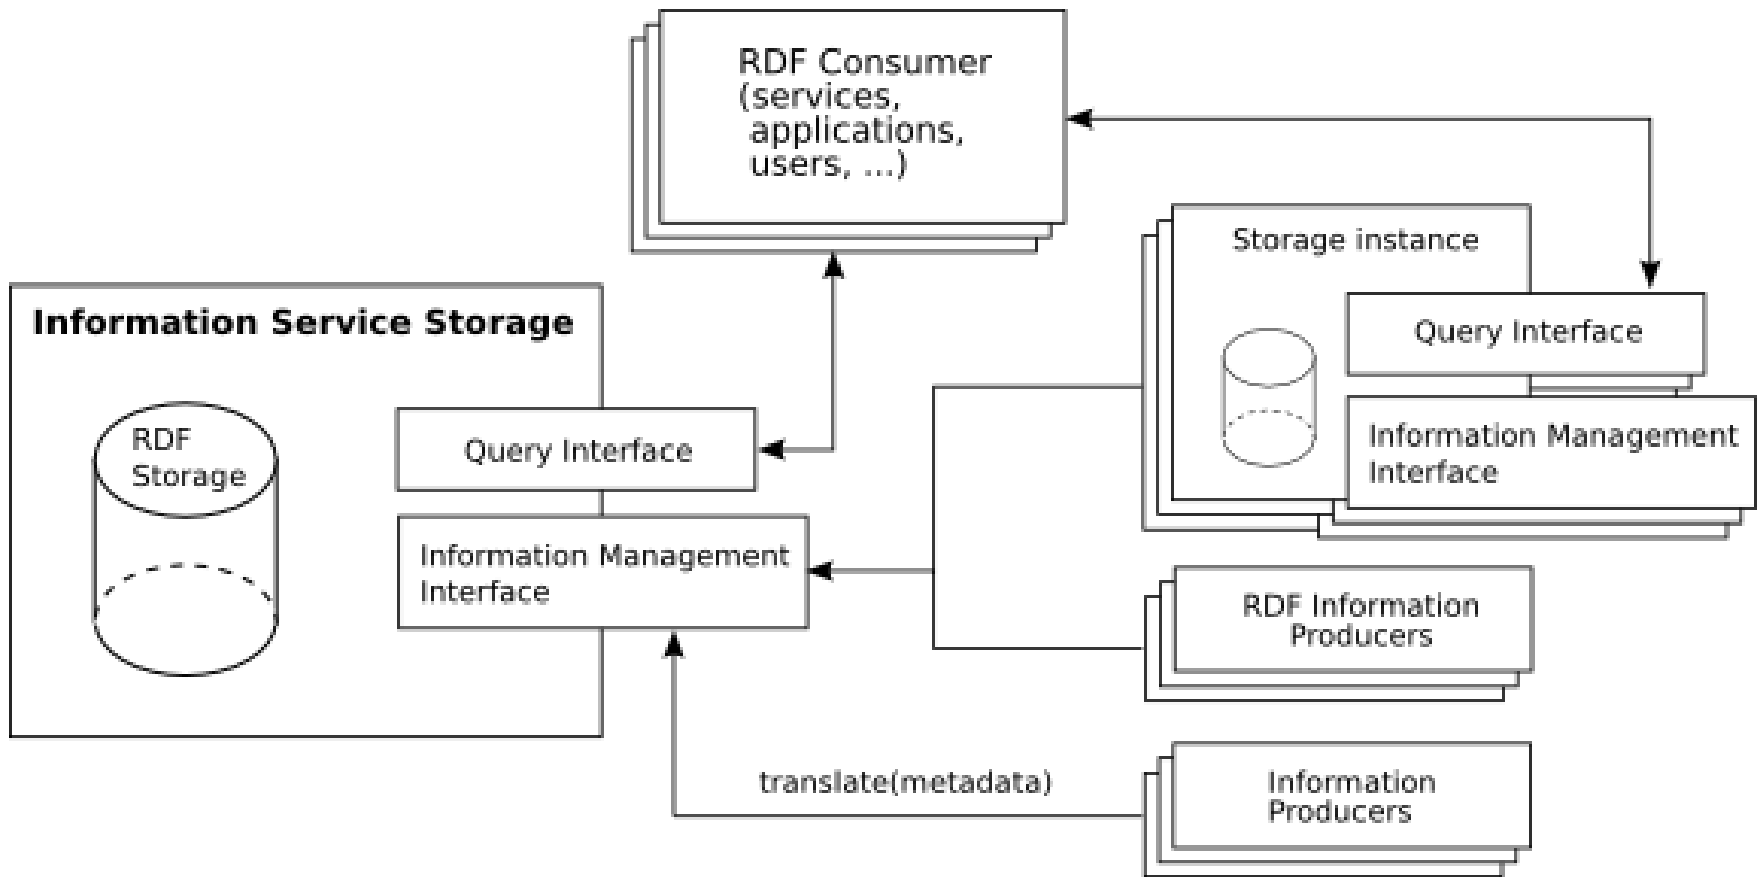 RDF Consumer
(services,
applications,
users, ...)
Storage instance
Query Interface
Information Management
Interface
Information Service Storage
RDF
Storage
Query Interface
Information Management
Interface
RDF Information
Producers
translate(metadata)
Information
Producers